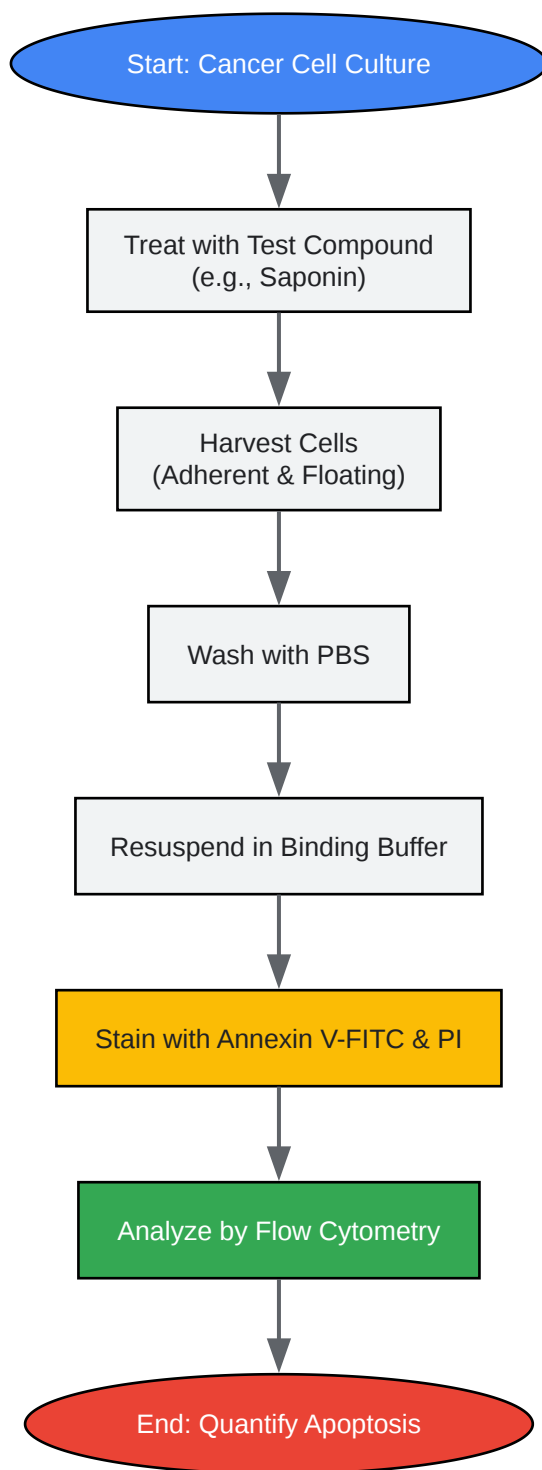 Start: Cancer Cell Culture
Treat with Test Compound
(e.g., Saponin)
Harvest Cells
(Adherent & Floating)
Wash with PBS
Resuspend in Binding Buffer
Stain with Annexin V-FITC & PI
Analyze by Flow Cytometry
End: Quantify Apoptosis